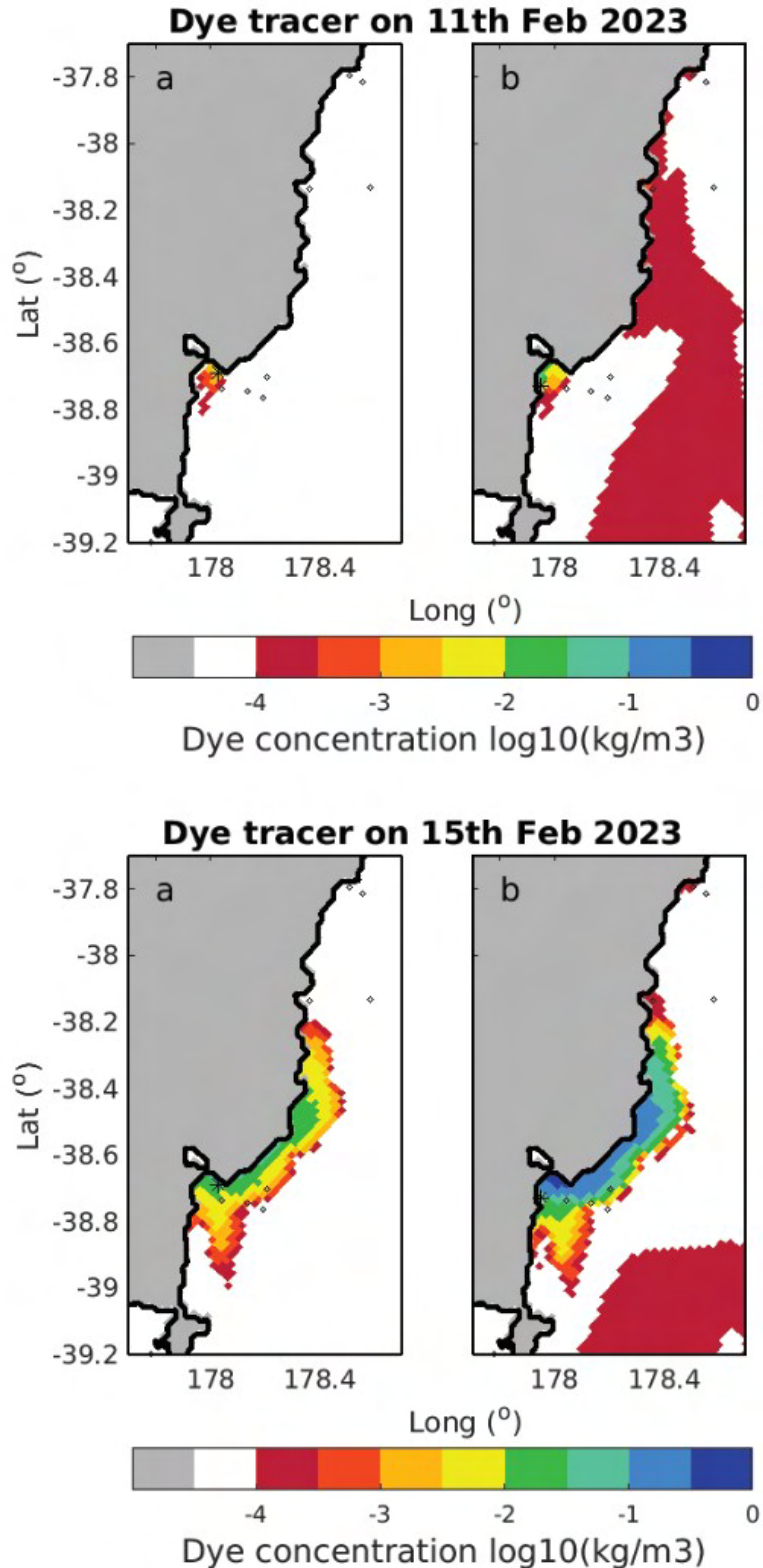 Dye tracer on 11th Feb 2023
a
b
-37.8
-38
-38.2
-38.4
-38.6
-38.8
-39
-39.2
Lat (o)
178 178.4 178 178.4
Long (o)
-4 -3 -2 -1 0
Dye concentration log10(kg/m3)
Dye tracer on 15th Feb 2023
a
b
-37.8
-38
-38.2
-38.4
-38.6
-38.8
-39
-39.2
Lat (o)
178 178.4 178 178.4
Long (o)
-4 -3 -2 -1 0
Dye concentration log10(kg/m3)